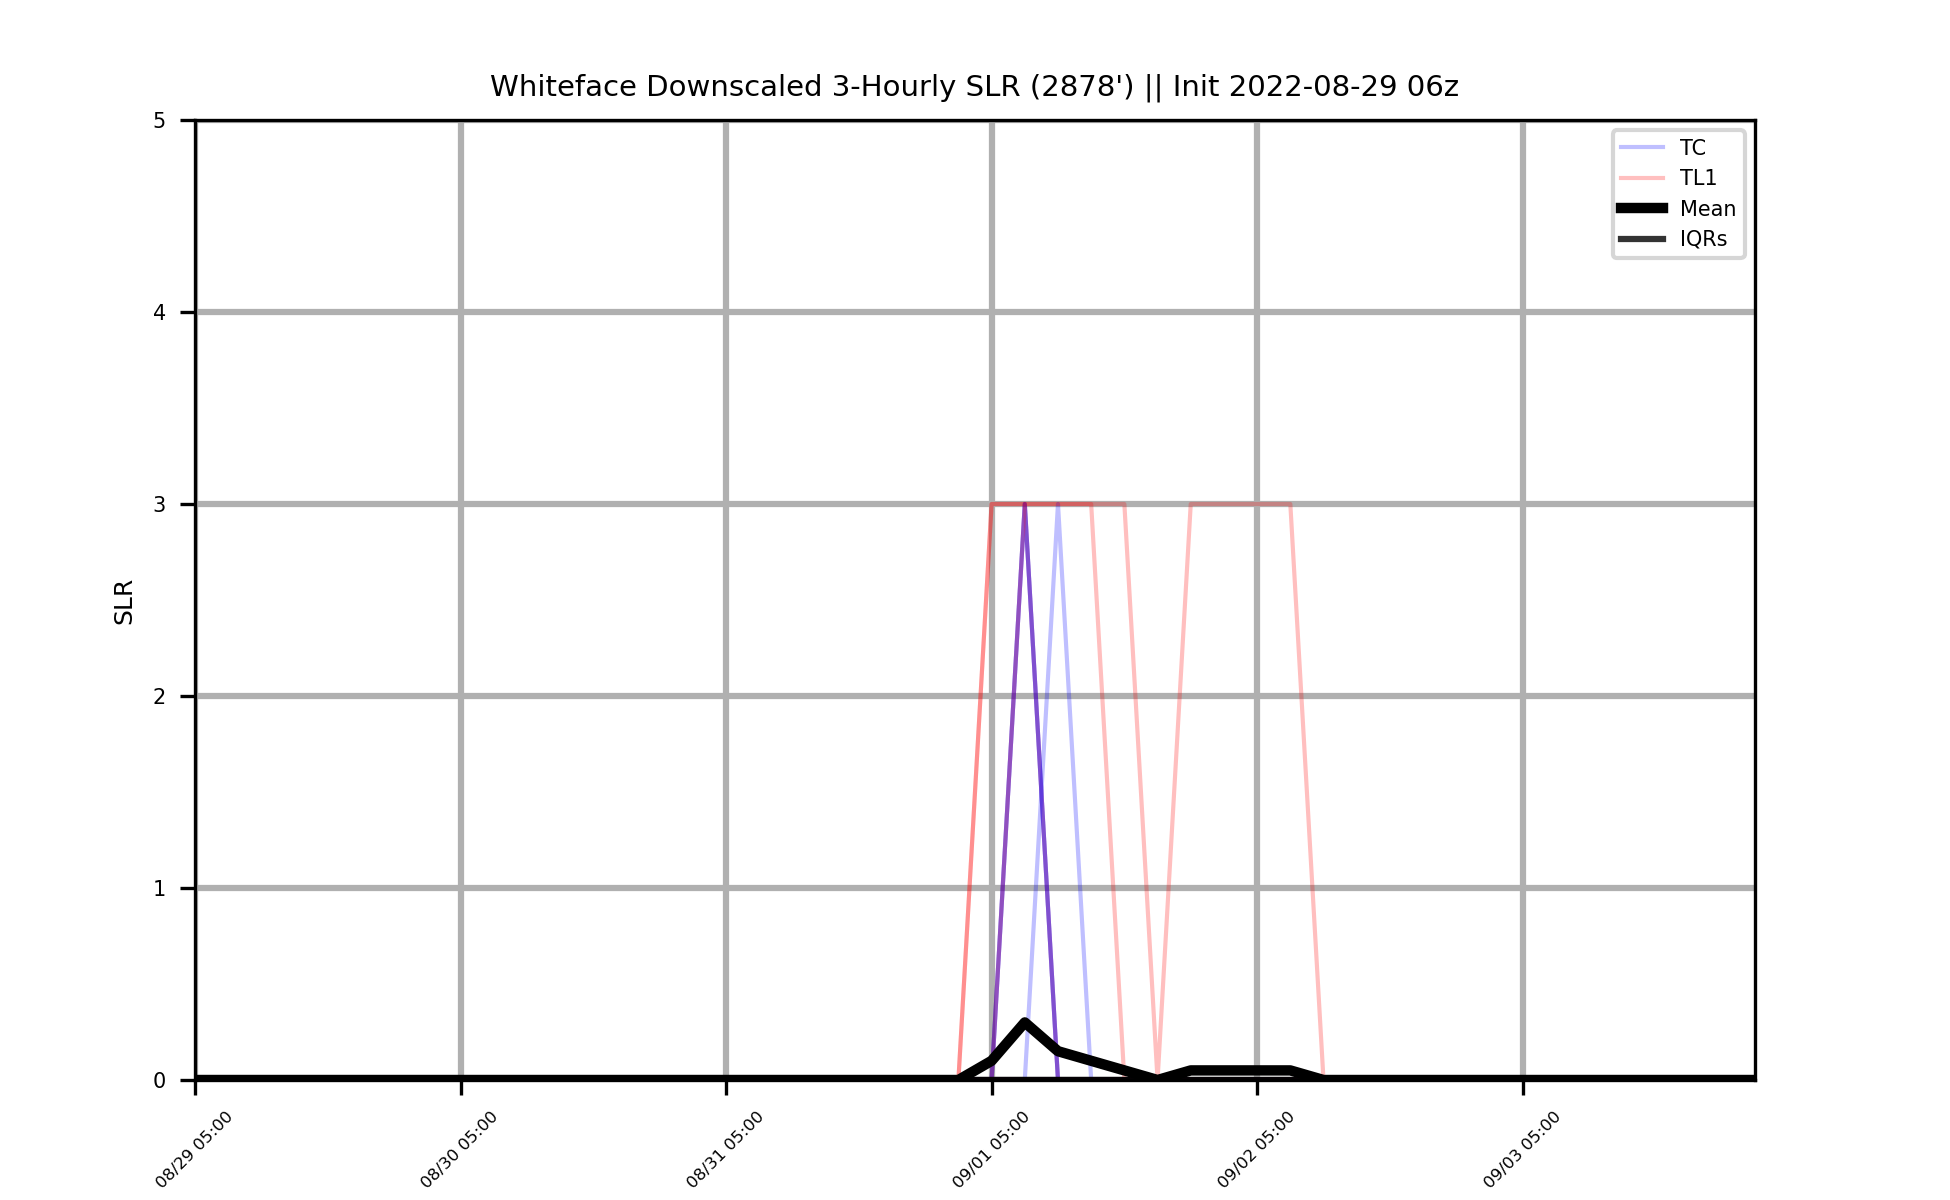 Whiteface Downscaled 3-Hourly SLR (2878') || Init 2022-08-29 06z
5
4
3
2
1
0
SLR
TC
TL1
Mean
IQRs
08/29 05:00
08/30 05:00
08/31 05:00
09/01 05:00
09/02 05:00
09/03 05:00